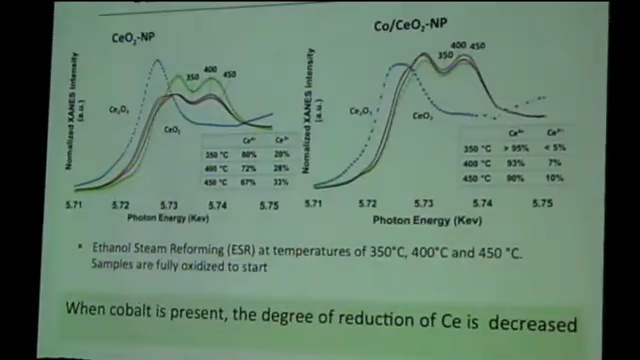 CeO₂-NP
Co/CeO₂-NP
Nomalized XANES Intensity
(a.u.)
Ce₂O₃
CeO₂
350
400
450
Ce⁴⁺ Ce³⁺
350 °C 80% 20%
400 °C 72% 28%
450 °C 67% 33%
5.71 5.72 5.73 5.74 5.75
Photon Energy (Kev)
Nomalized XANES Intensity
(a.u.)
Ce₂O₃
CeO₂
350
400
450
Ce⁴⁺ Ce³⁺
350 °C > 95% < 5%
400 °C 93% 7%
450 °C 90% 10%
5.71 5.72 5.73 5.74 5.75
Photon Energy (Kev)
• Ethanol Steam Reforming (ESR) at temperatures of 350°C, 400°C and 450 °C.
Samples are fully oxidized to start
When cobalt is present, the degree of reduction of Ce is decreased